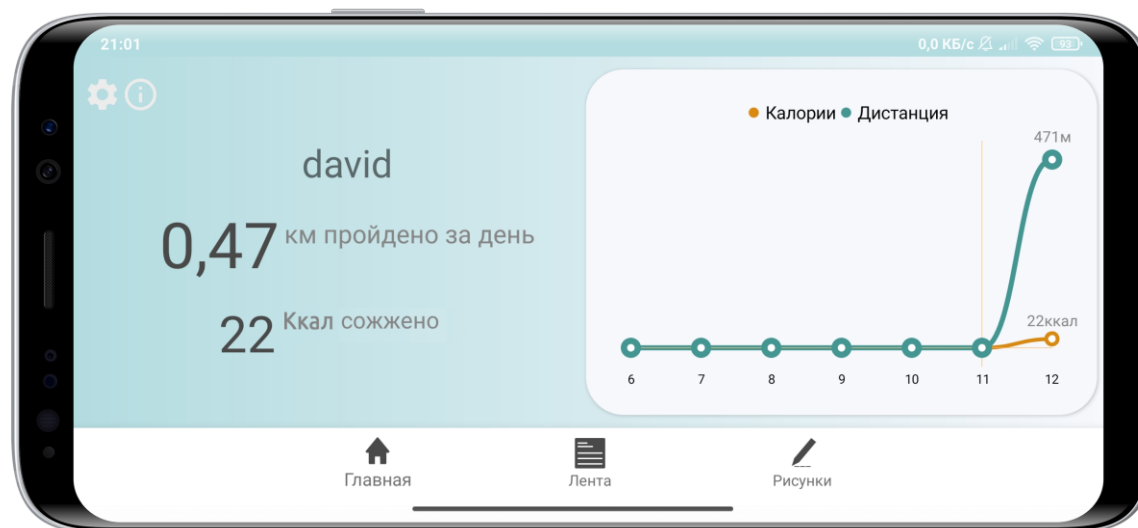 21:01
0,0 КБ/с
93
david
0,47 км пройдено за день
22 Ккал сожжено
Калории Дистанция
471м
22ккал
6 7 8 9 10 11 12
Главная
Лента
Рисунки